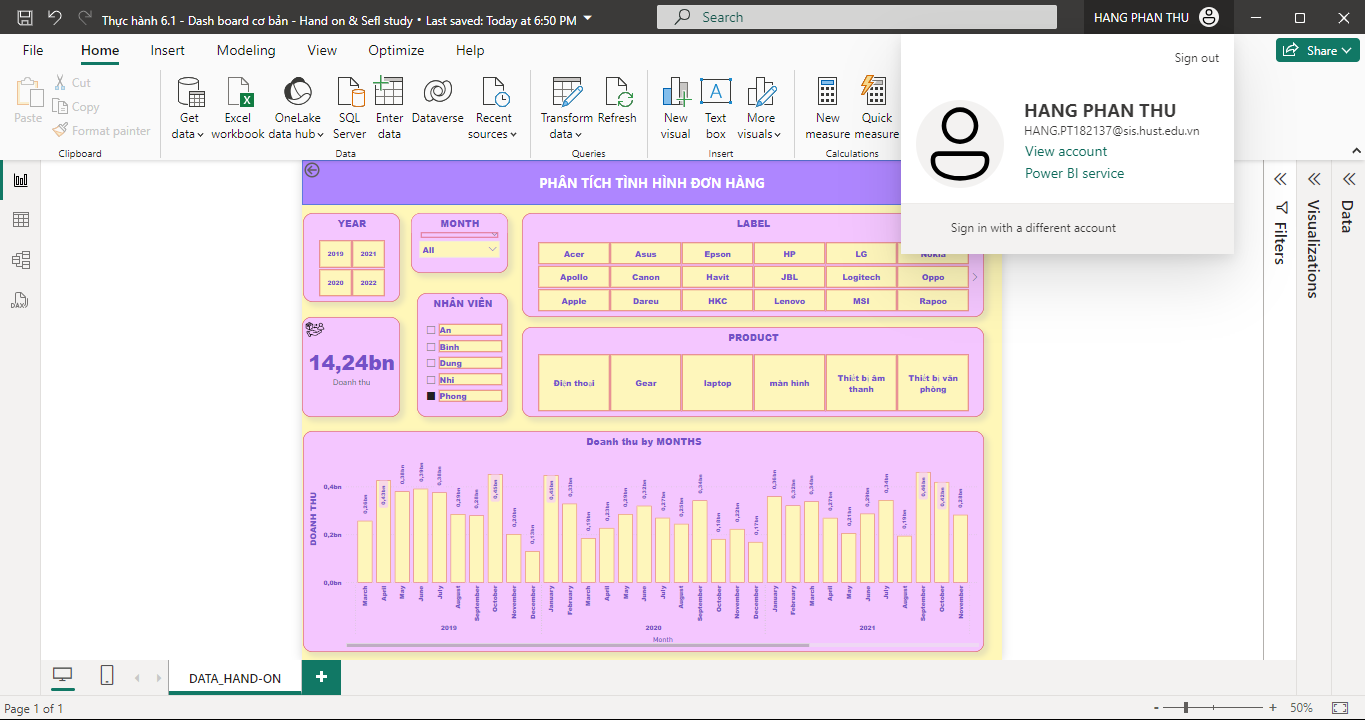 Thực hành 6.1 - Dash board cơ bản - Hand on & Sefl study • Last saved: Today at 6:50 PM
Search
HANG PHAN THU
File
Home
Insert
Modeling
View
Optimize
Help
Share
Sign out
HANG PHAN THU
HANG.PT182137@sis.hust.edu.vn
View account
Power BI service
Sign in with a different account
Paste
Cut
Copy
Format painter
Get data
Excel workbook
OneLake data hub
SQL Server
Enter data
Dataverse
Recent sources
Transform data
Refresh
New visual
Text box
More visuals
New measure
Quick measure
Clipboard
Data
Queries
Insert
Calculations
PHÂN TÍCH TÌNH HÌNH ĐƠN HÀNG
YEAR
2019
2021
2020
2022
MONTH
All
LABEL
Acer
Asus
Epson
HP
LG
Nokia
Apollo
Canon
Havit
JBL
Logitech
Oppo
Apple
Dareu
HKC
Lenovo
MSI
Rapoo
NHÂN VIÊN
An
Bình
Dung
Nhi
Phong
14,24bn
Doanh thu
PRODUCT
Điện thoại
Gear
laptop
màn hình
Thiết bị âm thanh
Thiết bị văn phòng
Doanh thu by MONTHS
DOANH THU
0,4bn
0,2bn
0,0bn
0,26bn
0,43bn
0,38bn
0,39bn
0,38bn
0,29bn
0,28bn
0,45bn
0,20bn
0,13bn
0,45bn
0,33bn
0,19bn
0,23bn
0,29bn
0,32bn
0,27bn
0,34bn
0,18bn
0,22bn
0,17bn
0,36bn
0,32bn
0,34bn
0,27bn
0,21bn
0,29bn
0,34bn
0,19bn
0,46bn
0,42bn
0,28bn
March
April
May
June
July
August
September
October
November
December
January
February
March
April
May
June
July
August
September
October
November
December
January
February
March
April
May
June
July
August
September
October
November
2019
2020
2021
Month
Filters
Visualizations
Data
DAX
DATA_HAND-ON
Page 1 of 1
50%